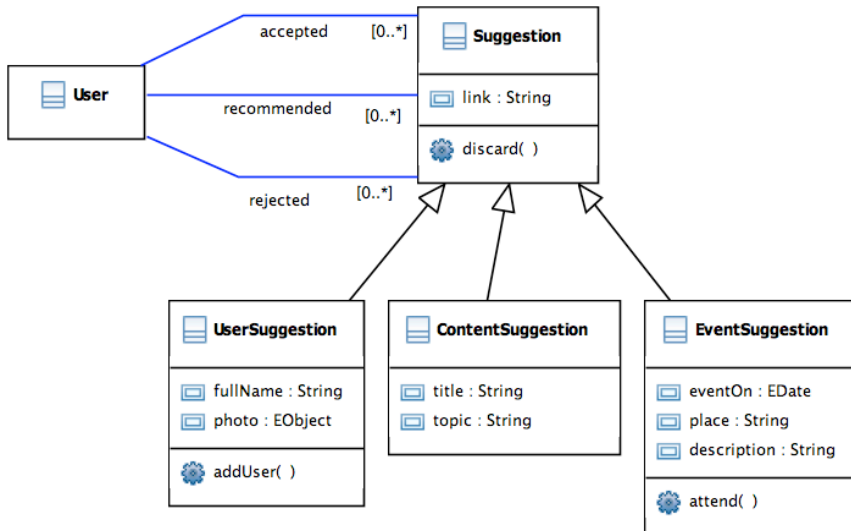 accepted
[0..*]
Suggestion
User
link : String
recommended
[0..*]
discard( )
rejected
[0..*]
UserSuggestion
fullName : String
photo : EObject
addUser( )
ContentSuggestion
title : String
topic : String
EventSuggestion
eventOn : EDate
place : String
description : String
attend( )